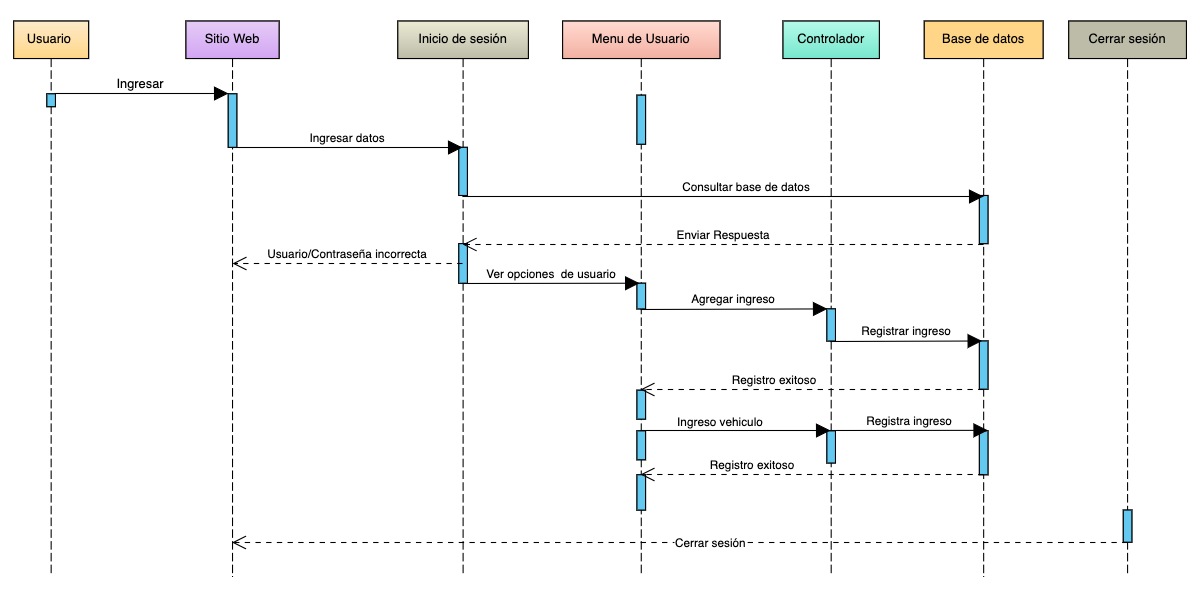 Usuario
Sitio Web
Inicio de sesión
Menu de Usuario
Controlador
Base de datos
Cerrar sesión
Ingresar
Ingresar datos
Consultar base de datos
Enviar Respuesta
Usuario/Contraseña incorrecta
Ver opciones de usuario
Agregar ingreso
Registrar ingreso
Registro exitoso
Ingreso vehiculo
Registra ingreso
Registro exitoso
Cerrar sesión